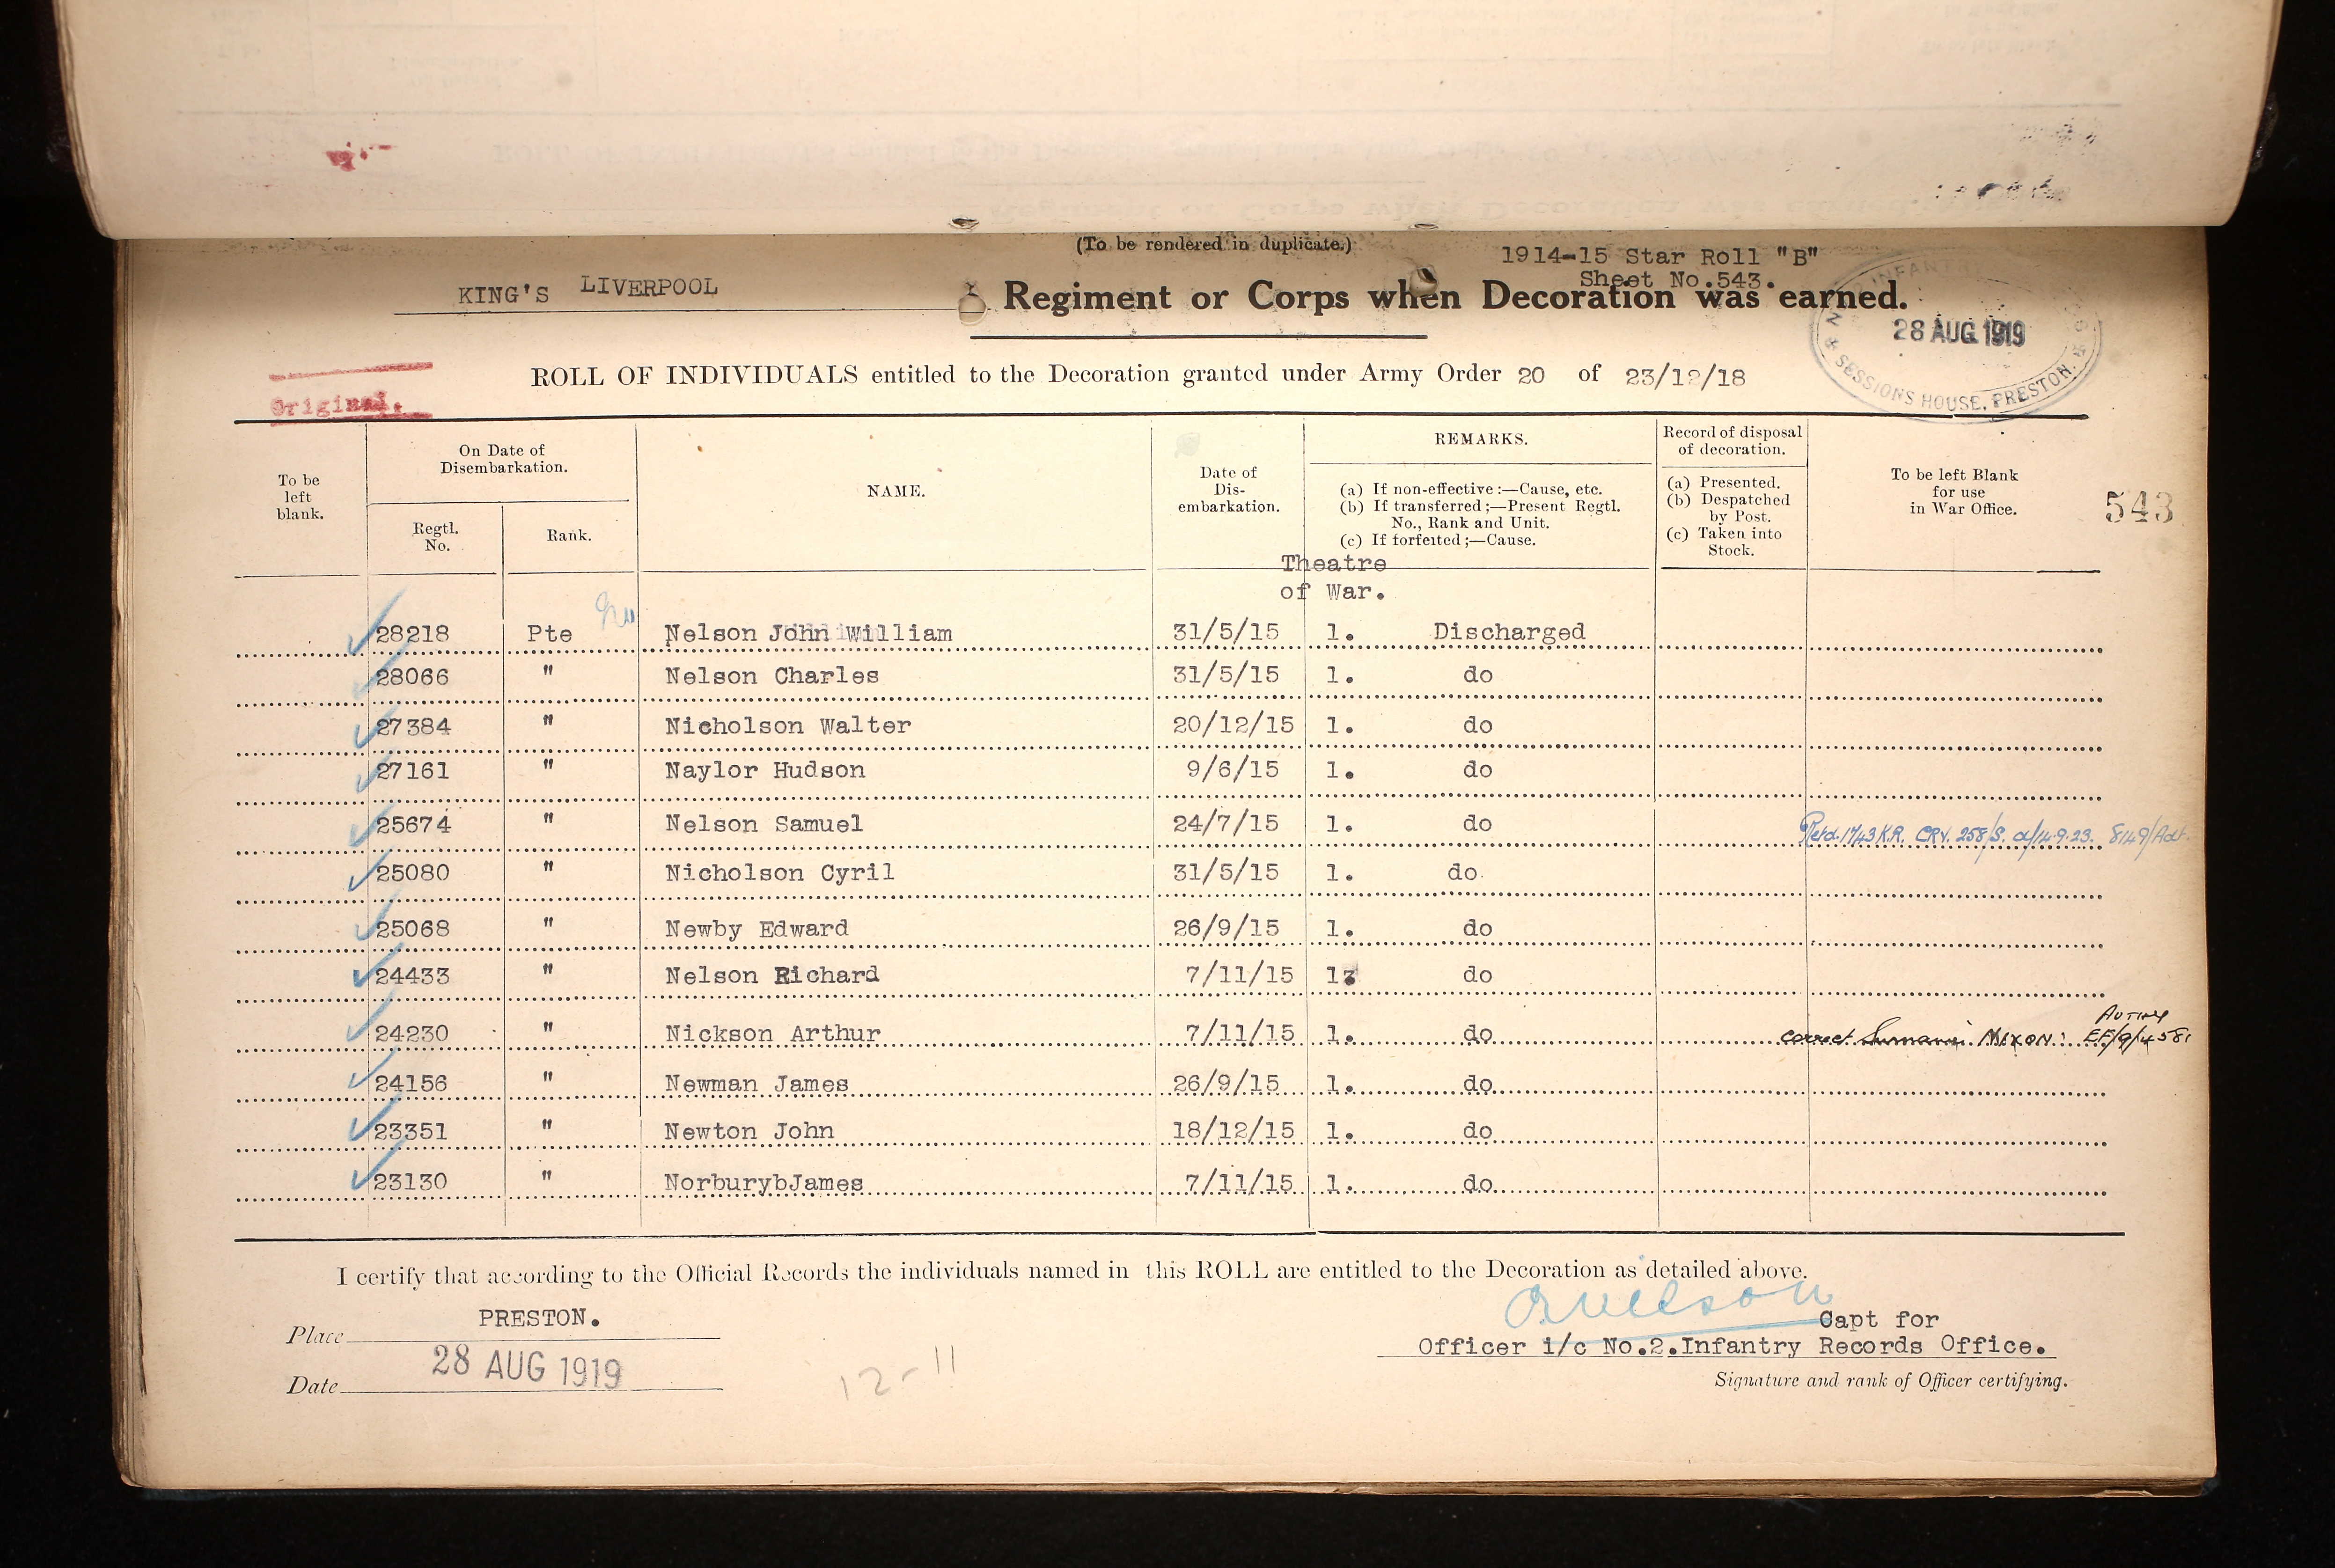 (To be rendered in duplicate.)
1914-15 Star Roll "B"
Sheet No.543.
KING'S LIVERPOOL Regiment or Corps when Decoration was earned.
28 AUG 1919
SESSIONS HOUSE, PRESTON.
ROLL OF INDIVIDUALS entitled to the Decoration granted under Army Order 20 of 23/12/18
Original.
To be left blank.
On Date of Disembarkation.
Regtl. No.
Rank.
NAME.
Date of Dis-embarkation.
REMARKS.
(a) If non-effective:—Cause, etc.
(b) If transferred;—Present Regtl. No., Rank and Unit.
(c) If forfeited;—Cause.
Record of disposal of decoration.
(a) Presented.
(b) Despatched by Post.
(c) Taken into Stock.
To be left Blank for use in War Office.
543
Theatre
of War.
28218 Pte Nelson John William 31/5/15 1. Discharged
28066 " Nelson Charles 31/5/15 1. do
27384 " Nicholson Walter 20/12/15 1. do
27161 " Naylor Hudson 9/6/15 1. do
25674 " Nelson Samuel 24/7/15 1. do Retd. 1743 K.R. CRV. 258/S. d/14.9.23. 8149/Adt.
25080 " Nicholson Cyril 31/5/15 1. do.
25068 " Newby Edward 26/9/15 1. do
24433 " Nelson Richard 7/11/15 1 do
24230 " Nickson Arthur 7/11/15 1. do correct Surname NIXON:
24156 " Newman James 26/9/15 1. do
23351 " Newton John 18/12/15 1. do
23130 " NorburybJames 7/11/15 1. do
I certify that according to the Official Records the individuals named in this ROLL are entitled to the Decoration as detailed above.
Place PRESTON.
Date 28 AUG 1919
12-11
Capt for
Officer i/c No.2.Infantry Records Office.
Signature and rank of Officer certifying.